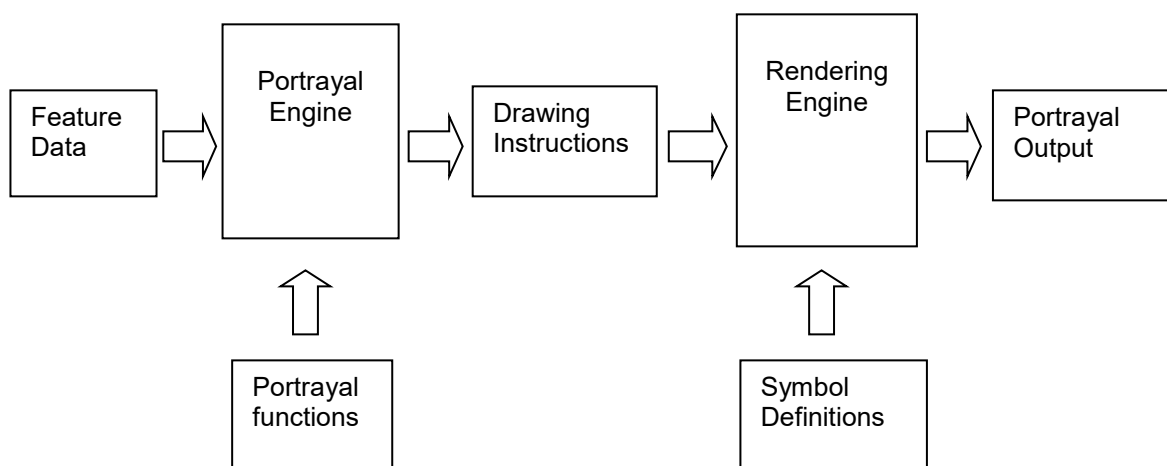 Feature
Data
Portrayal
Engine
Drawing
Instructions
Rendering
Engine
Portrayal
Output
Portrayal
functions
Symbol
Definitions